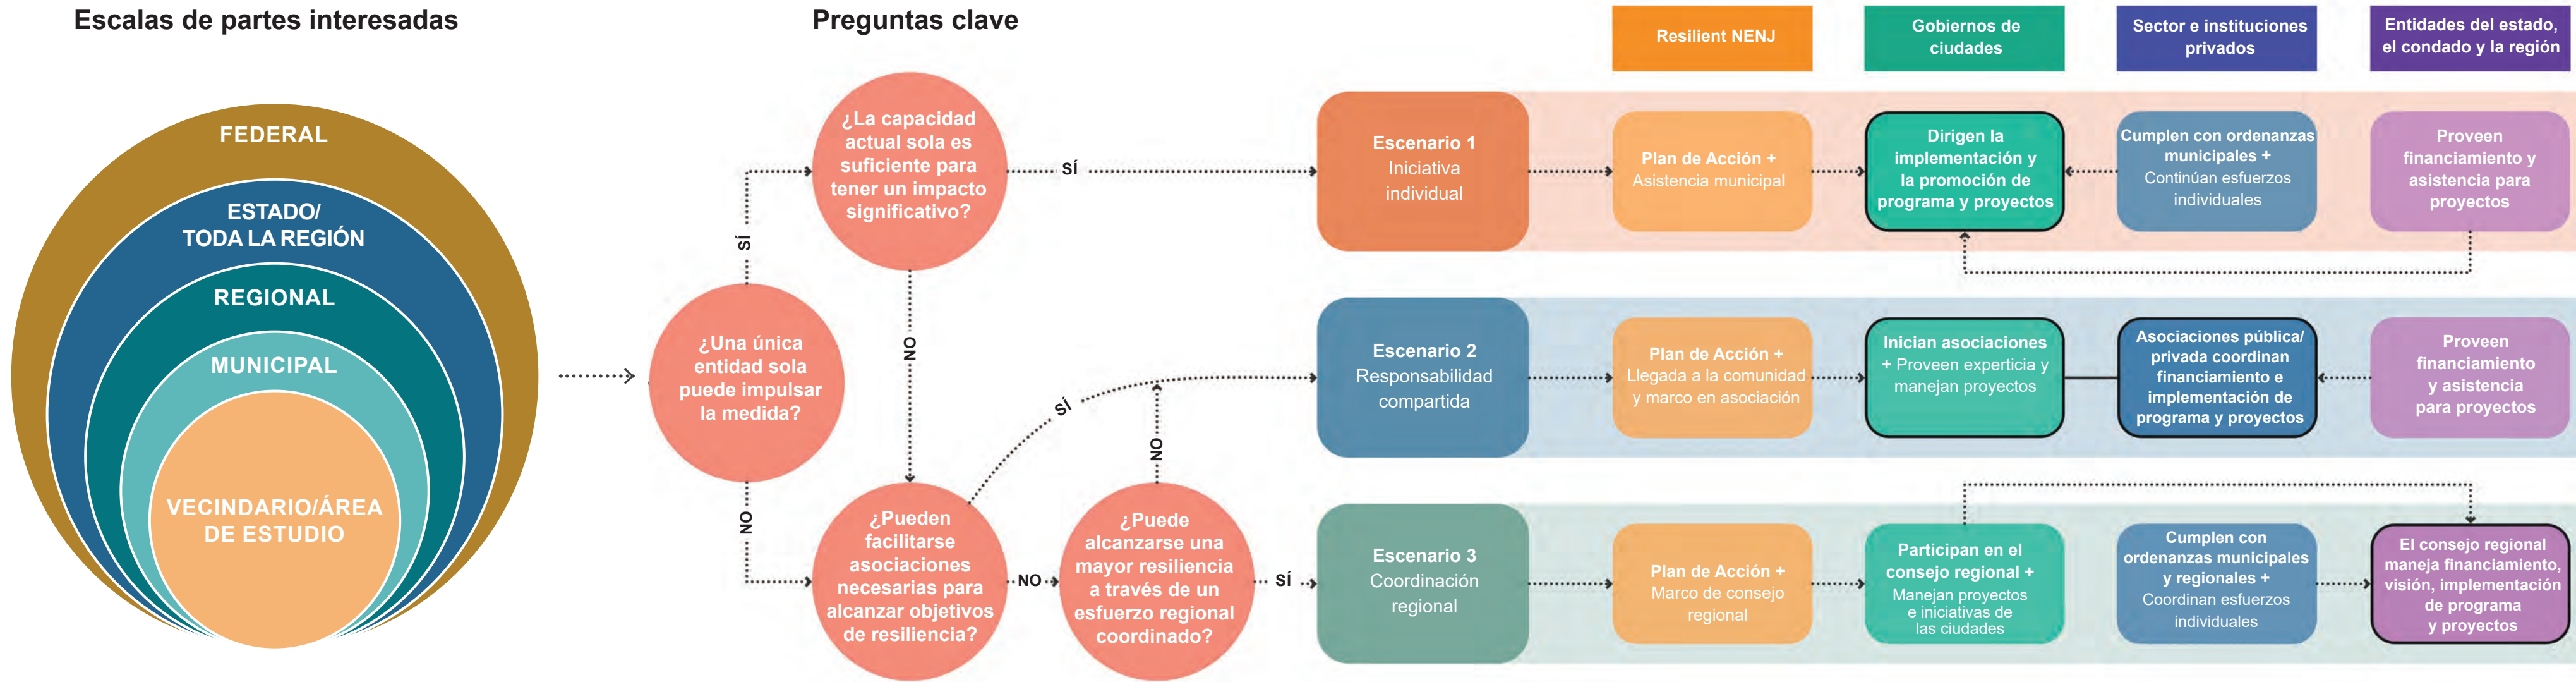 Escalas de partes interesadas
FEDERAL
ESTADO/
TODA LA REGIÓN
REGIONAL
MUNICIPAL
VECINDARIO/ÁREA
DE ESTUDIO
Preguntas clave
¿Una única
entidad sola
puede impulsar
la medida?
SÍ
NO
¿La capacidad
actual sola es
suficiente para
tener un impacto
significativo?
SÍ
NO
¿Pueden
facilitarse
asociaciones
necesarias para
alcanzar objetivos
de resiliencia?
SÍ
NO
¿Puede
alcanzarse una
mayor resiliencia
a través de un
esfuerzo regional
coordinado?
NO
SÍ
Resilient NENJ
Gobiernos de
ciudades
Sector e instituciones
privados
Entidades del estado,
el condado y la región
Escenario 1
Iniciativa
individual
Plan de Acción +
Asistencia municipal
Dirigen la
implementación y
la promoción de
programa y proyectos
Cumplen con ordenanzas
municipales +
Continúan esfuerzos
individuales
Proveen
financiamiento y
asistencia para
proyectos
Escenario 2
Responsabilidad
compartida
Plan de Acción +
Llegada a la comunidad
y marco en asociación
Inician asociaciones
+ Proveen experticia y
manejan proyectos
Asociaciones pública/
privada coordinan
financiamiento e
implementación de
programa y proyectos
Proveen
financiamiento
y asistencia
para proyectos
Escenario 3
Coordinación
regional
Plan de Acción +
Marco de consejo
regional
Participan en el
consejo regional +
Manejan proyectos
e iniciativas de
las ciudades
Cumplen con
ordenanzas municipales
y regionales +
Coordinan esfuerzos
individuales
El consejo regional
maneja financiamiento,
visión, implementación
de programa
y proyectos